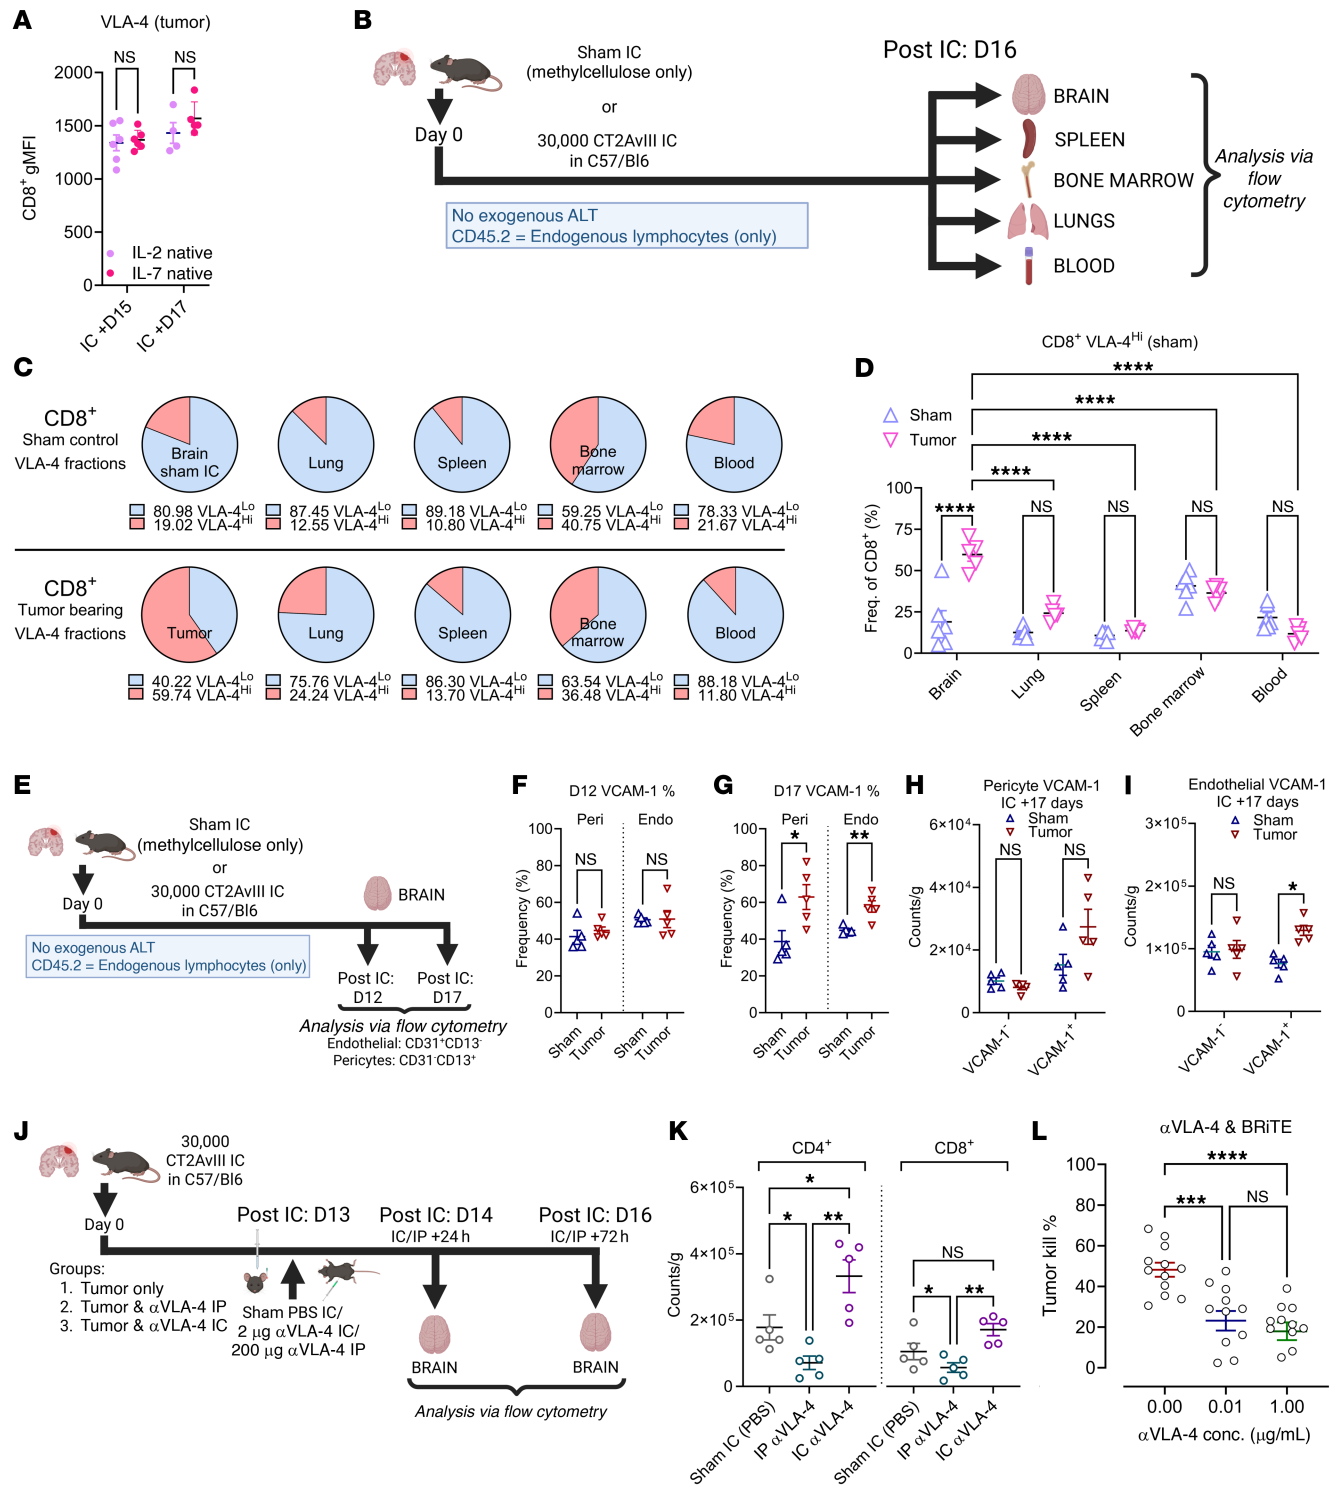 A
VLA-4 (tumor)
NS
NS
2000
1500
1000
500
0
CD8+ gMFI
IL-2 native
IL-7 native
IC +D15
IC +D17
B
Sham IC
(methylcellulose only)
or
30,000 CT2AvIII IC
in C57/Bl6
Day 0
No exogenous ALT
CD45.2 = Endogenous lymphocytes (only)
Post IC: D16
BRAIN
SPLEEN
BONE MARROW
LUNGS
BLOOD
Analysis via
flow
cytometry
C
CD8+
Sham control
VLA-4 fractions
Brain
sham IC
80.98 VLA-4Lo
19.02 VLA-4Hi
Lung
87.45 VLA-4Lo
12.55 VLA-4Hi
Spleen
89.18 VLA-4Lo
10.80 VLA-4Hi
Bone
marrow
59.25 VLA-4Lo
40.75 VLA-4Hi
Blood
78.33 VLA-4Lo
21.67 VLA-4Hi
CD8+
Tumor bearing
VLA-4 fractions
Tumor
40.22 VLA-4Lo
59.74 VLA-4Hi
Lung
75.76 VLA-4Lo
24.24 VLA-4Hi
Spleen
86.30 VLA-4Lo
13.70 VLA-4Hi
Bone
marrow
63.54 VLA-4Lo
36.48 VLA-4Hi
Blood
88.18 VLA-4Lo
11.80 VLA-4Hi
D
CD8+ VLA-4Hi (sham)
Sham
Tumor
****
****
****
****
****
NS
NS
NS
NS
100
75
50
25
0
Freq. of CD8+ (%)
Brain
Lung
Spleen
Bone marrow
Blood
E
Sham IC
(methylcellulose only)
or
30,000 CT2AvIII IC
in C57/Bl6
Day 0
BRAIN
No exogenous ALT
CD45.2 = Endogenous lymphocytes (only)
Post IC:
D12
Post IC:
D17
Analysis via flow cytometry
Endothelial: CD31+CD13-
Pericytes: CD31-CD13+
F
D12 VCAM-1 %
Peri
Endo
NS
NS
100
80
60
40
20
0
Frequency (%)
Sham
Tumor
Sham
Tumor
G
D17 VCAM-1 %
Peri
Endo
*
**
100
80
60
40
20
0
Frequency (%)
Sham
Tumor
Sham
Tumor
H
Pericyte VCAM-1
IC +17 days
Sham
Tumor
NS
NS
6×10⁴
4×10⁴
2×10⁴
0
Counts/g
VCAM-1-
VCAM-1+
I
Endothelial VCAM-1
IC +17 days
Sham
Tumor
NS
*
3×10⁵
2×10⁵
1×10⁵
0
Counts/g
VCAM-1-
VCAM-1+
J
30,000
CT2AvIII IC
in C57/Bl6
Day 0
Post IC: D13
Post IC: D14
IC/IP +24 h
Post IC: D16
IC/IP +72 h
Groups:
1. Tumor only
2. Tumor & αVLA-4 IP
3. Tumor & αVLA-4 IC
Sham PBS IC/
2 μg αVLA-4 IC/
200 μg αVLA-4 IP
BRAIN
BRAIN
Analysis via flow cytometry
K
CD4+
CD8+
*
*
**
NS
*
**
6×10⁵
4×10⁵
2×10⁵
0
Counts/g
Sham IC (PBS)
IP αVLA-4
IC αVLA-4
Sham IC (PBS)
IP αVLA-4
IC αVLA-4
L
αVLA-4 & BRiTE
****
***
NS
100
80
60
40
20
0
Tumor kill %
0.00
0.01
1.00
αVLA-4 conc. (μg/mL)